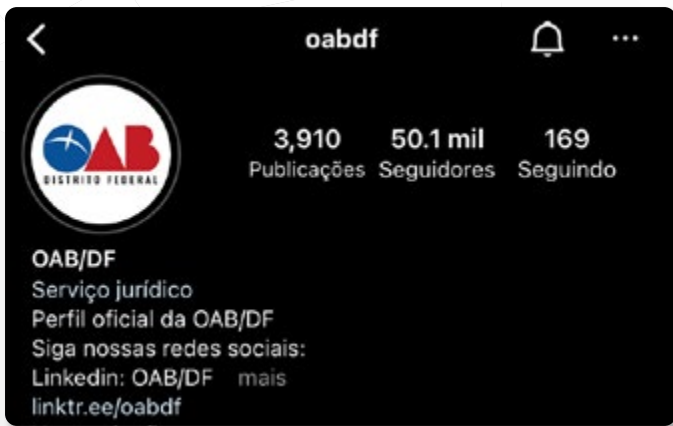 oabdf
OAB
DISTRITO FEDERAL
3,910 50.1 mil 169
Publicações Seguidores Seguindo
OAB/DF
Serviço jurídico
Perfil oficial da OAB/DF
Siga nossas redes sociais:
Linkedin: OAB/DF mais
linktr.ee/oabdf